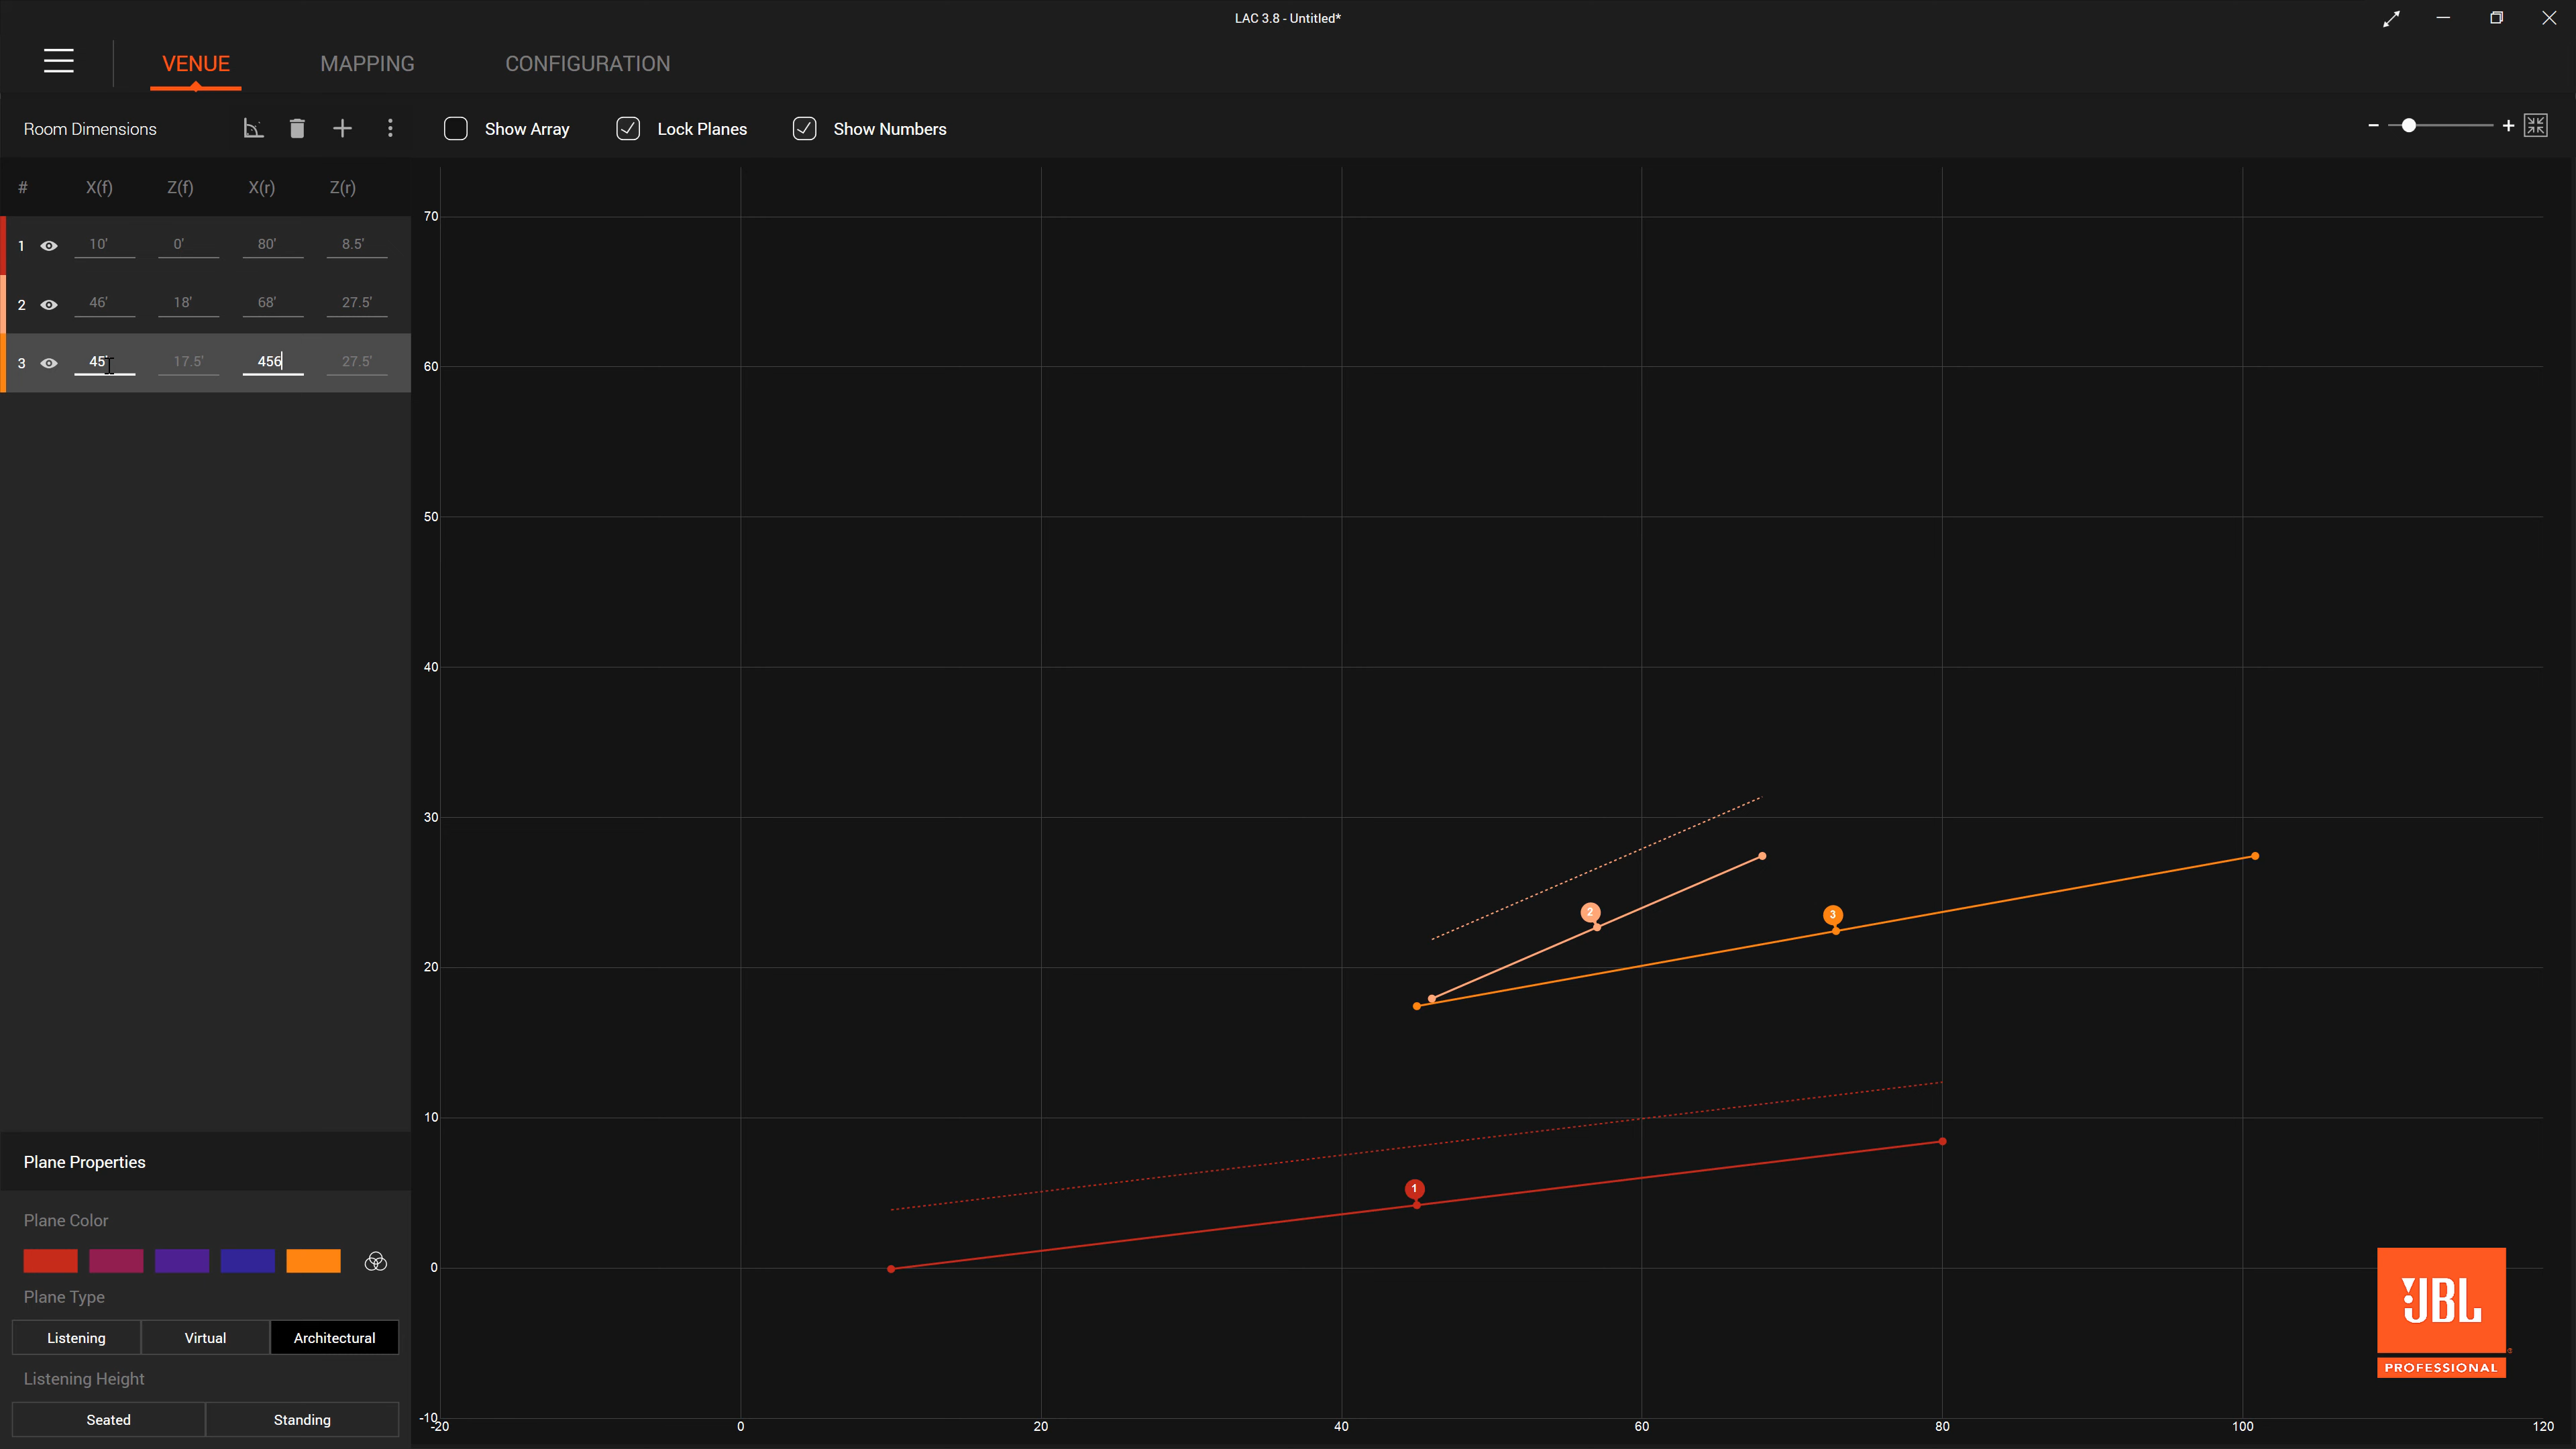 LAC 3.8 - Untitled*
VENUE MAPPING CONFIGURATION
Room Dimensions Show Array Lock Planes Show Numbers
# X(f) Z(f) X(r) Z(r)
1 10' 0' 80' 8.5'
2 46' 18' 68' 27.5'
3 45 17.5' 456 27.5'
70
60
50
40
30
20
10
0
-10
-20 0 20 40 60 80 100 120
2
3
1
Plane Properties
Plane Color
Plane Type
Listening Virtual Architectural
Listening Height
Seated Standing
JBL
PROFESSIONAL